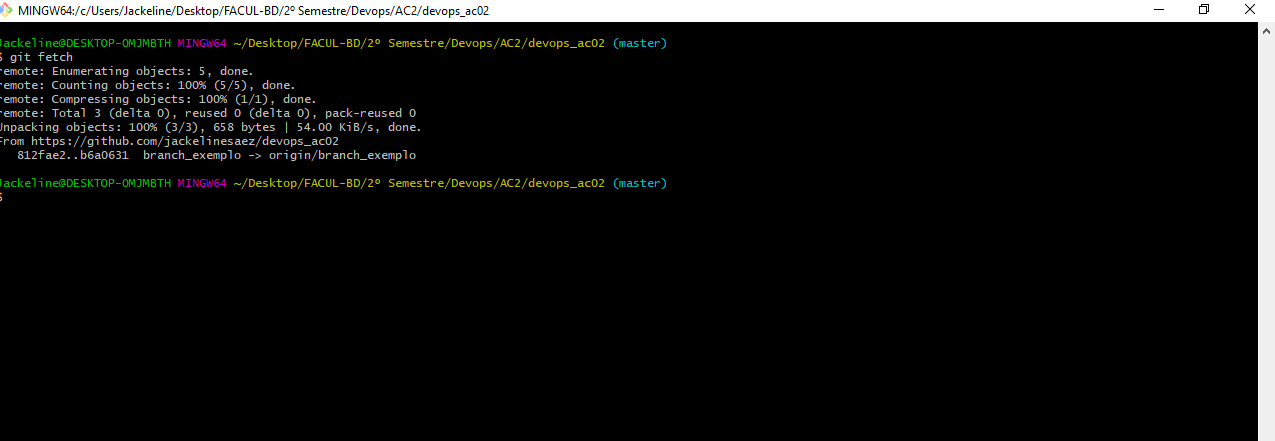 MINGW64:/c/Users/Jackeline/Desktop/FACUL-BD/2º Semestre/Devops/AC2/devops_ac02
Jackeline@DESKTOP-OMJMBTH MINGW64 ~/Desktop/FACUL-BD/2º Semestre/Devops/AC2/devops_ac02 (master)
$ git fetch
remote: Enumerating objects: 5, done.
remote: Counting objects: 100% (5/5), done.
remote: Compressing objects: 100% (1/1), done.
remote: Total 3 (delta 0), reused 0 (delta 0), pack-reused 0
Unpacking objects: 100% (3/3), 658 bytes | 54.00 KiB/s, done.
From https://github.com/jackelinesaez/devops_ac02
   812fae2..b6a0631  branch_exemplo -> origin/branch_exemplo
Jackeline@DESKTOP-OMJMBTH MINGW64 ~/Desktop/FACUL-BD/2º Semestre/Devops/AC2/devops_ac02 (master)
$